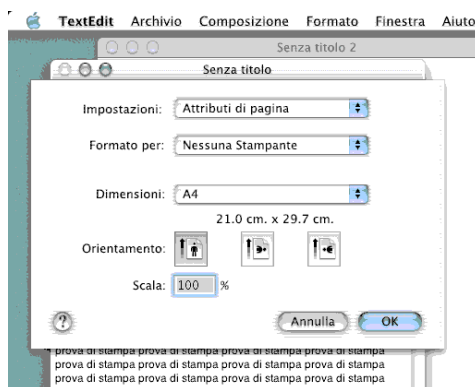 TextEdit Archivio Composizione Formato Finestra Aiuto
Senza titolo 2
Senza titolo
Impostazioni: Attributi di pagina
Formato per: Nessuna Stampante
Dimensioni: A4
21.0 cm. x 29.7 cm.
Orientamento:
Scala: 100 %
? Annulla OK
prova di stampa prova di stampa prova di stampa prova di stampa
prova di stampa prova di stampa prova di stampa prova di stampa
prova di stampa prova di stampa prova di stampa prova di stampa